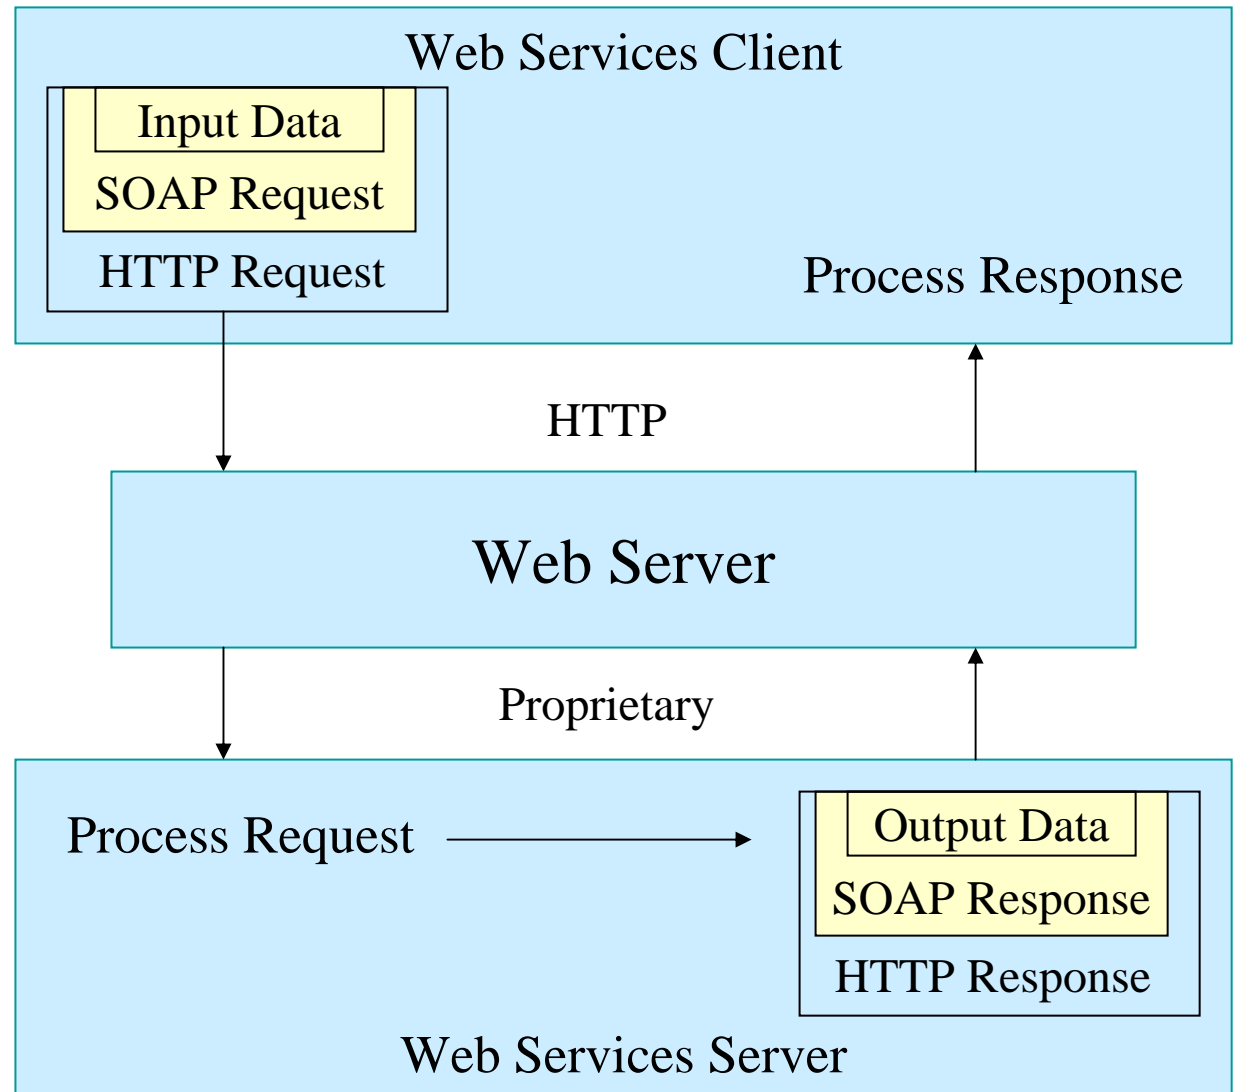 Web Services Client
Input Data
SOAP Request
HTTP Request
Process Response
HTTP
Web Server
Proprietary
Process Request
Output Data
SOAP Response
HTTP Response
Web Services Server